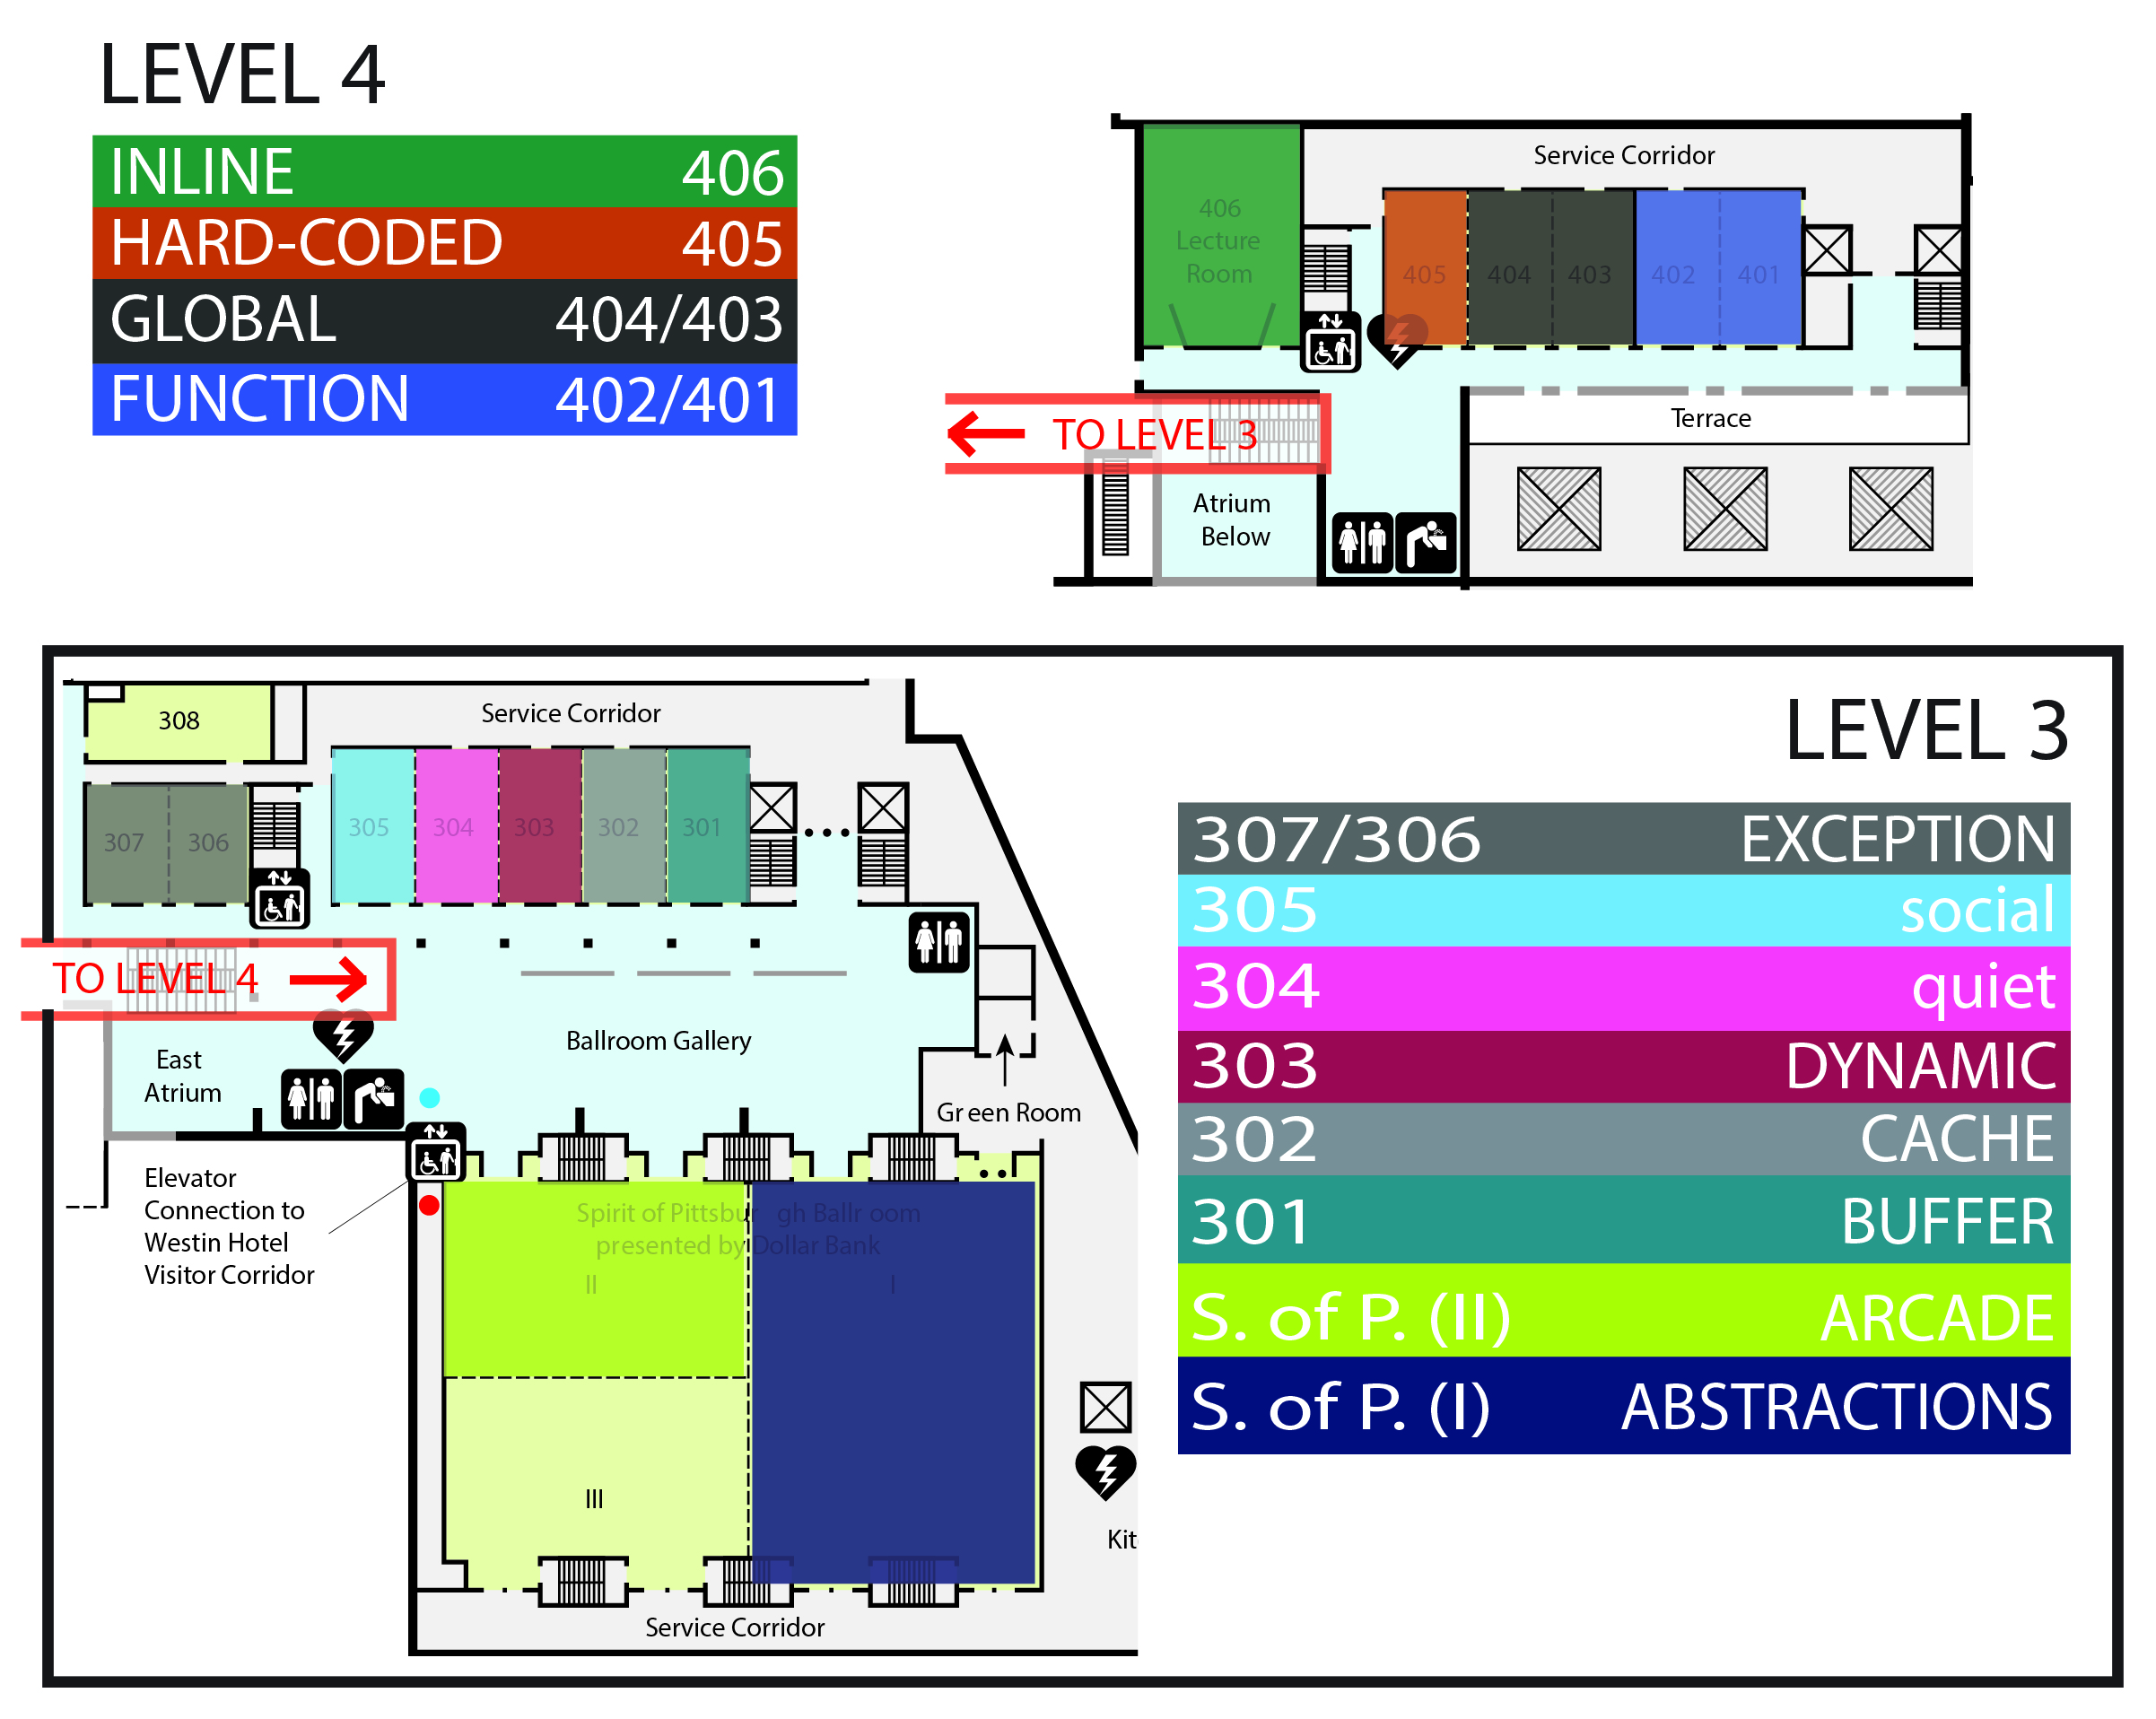 LEVEL 4
INLINE 406
HARD-CODED 405
GLOBAL 404/403
FUNCTION 402/401
Service Corridor
406
Lecture
Room
405 404 403 402 401
TO LEVEL 3
Terrace
Atrium
Below
308
Service Corridor
307 306
305 304 303 302 301
TO LEVEL 4
Ballroom Gallery
East
Atrium
Green Room
Elevator
Connection to
Westin Hotel
Visitor Corridor
Spirit of Pittsburgh Ballroom
presented by Dollar Bank
II I
III
Kit
Service Corridor
LEVEL 3
307/306 EXCEPTION
305 social
304 quiet
303 DYNAMIC
302 CACHE
301 BUFFER
S. of P. (II) ARCADE
S. of P. (I) ABSTRACTIONS